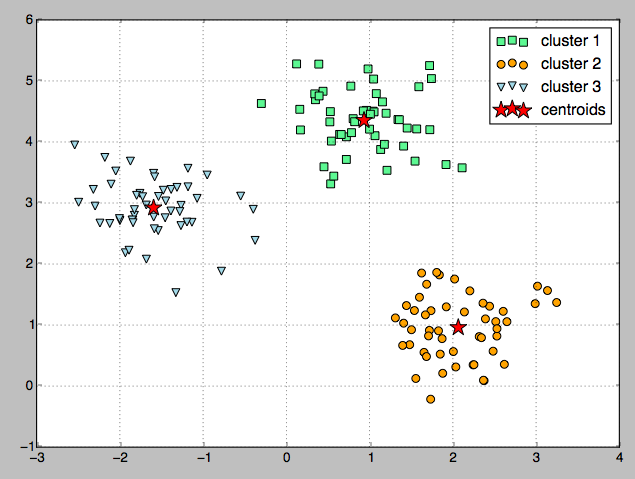 6
5
4
3
2
1
0
−1
−3 −2 −1 0 1 2 3 4
cluster 1
cluster 2
cluster 3
centroids